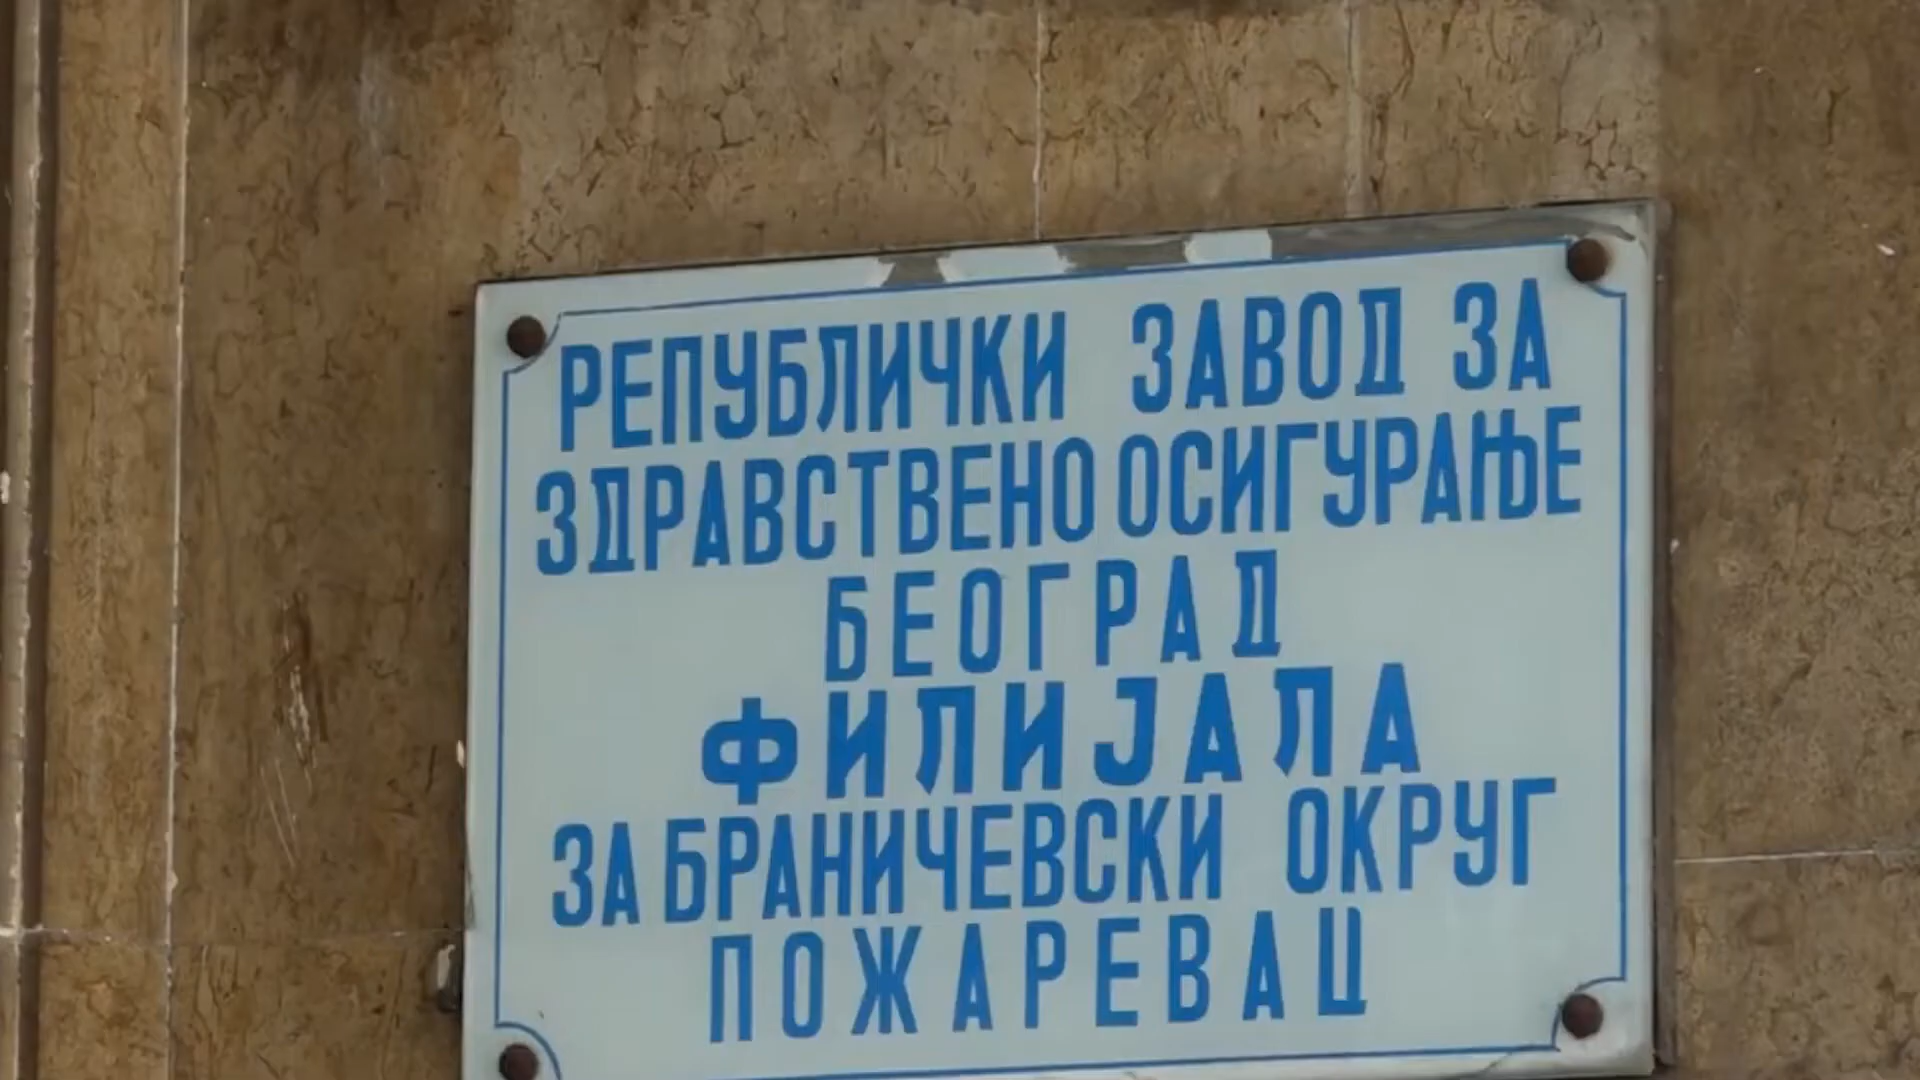 РЕПУБЛИЧКИ ЗАВОД ЗА
ЗДРАВСТВЕНО ОСИГУРАЊЕ
БЕОГРАД
ФИЛИЈАЛА
ЗА БРАНИЧЕВСКИ ОКРУГ
ПОЖАРЕВАЦ